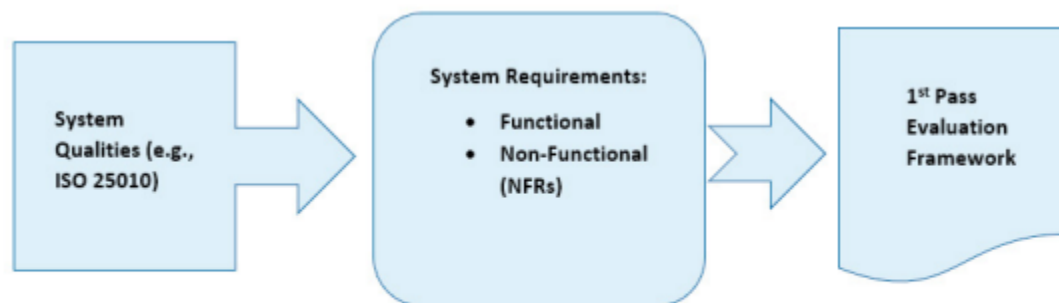 System
Qualities (e.g.,
ISO 25010)
System Requirements:
• Functional
• Non-Functional
(NFRs)
1st Pass
Evaluation
Framework